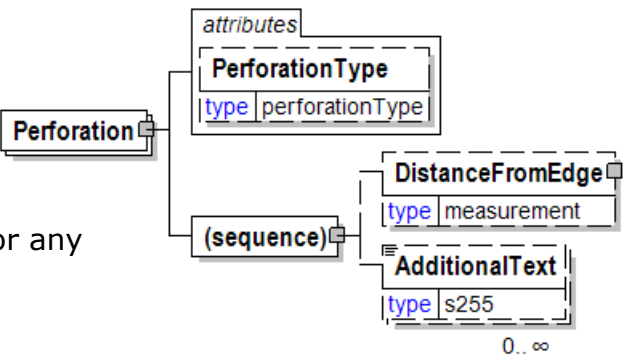 attributes
PerforationType
type perforationType
Perforation
DistanceFromEdge
type measurement
or any
(sequence)
AdditionalText
type s255
0..∞